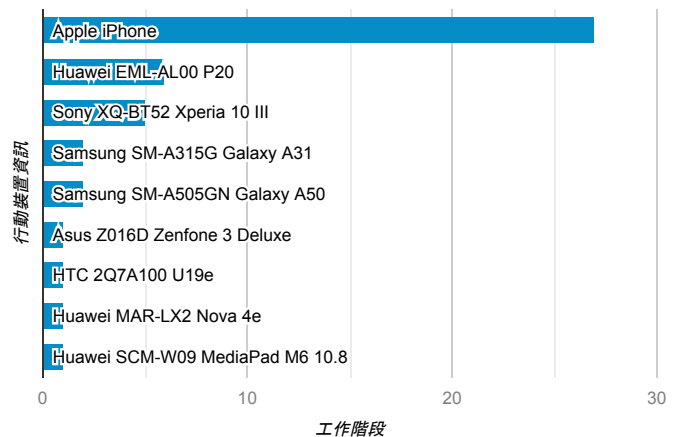 Apple iPhone
Huawei EML-AL00 P20
Sony XQ-BT52 Xperia 10 III
Samsung SM-A315G Galaxy A31
Samsung SM-A505GN Galaxy A50
Asus Z016D Zenfone 3 Deluxe
HTC 2Q7A100 U19e
Huawei MAR-LX2 Nova 4e
Huawei SCM-W09 MediaPad M6 10.8
行動裝置資訊
0 10 20 30
工作階段